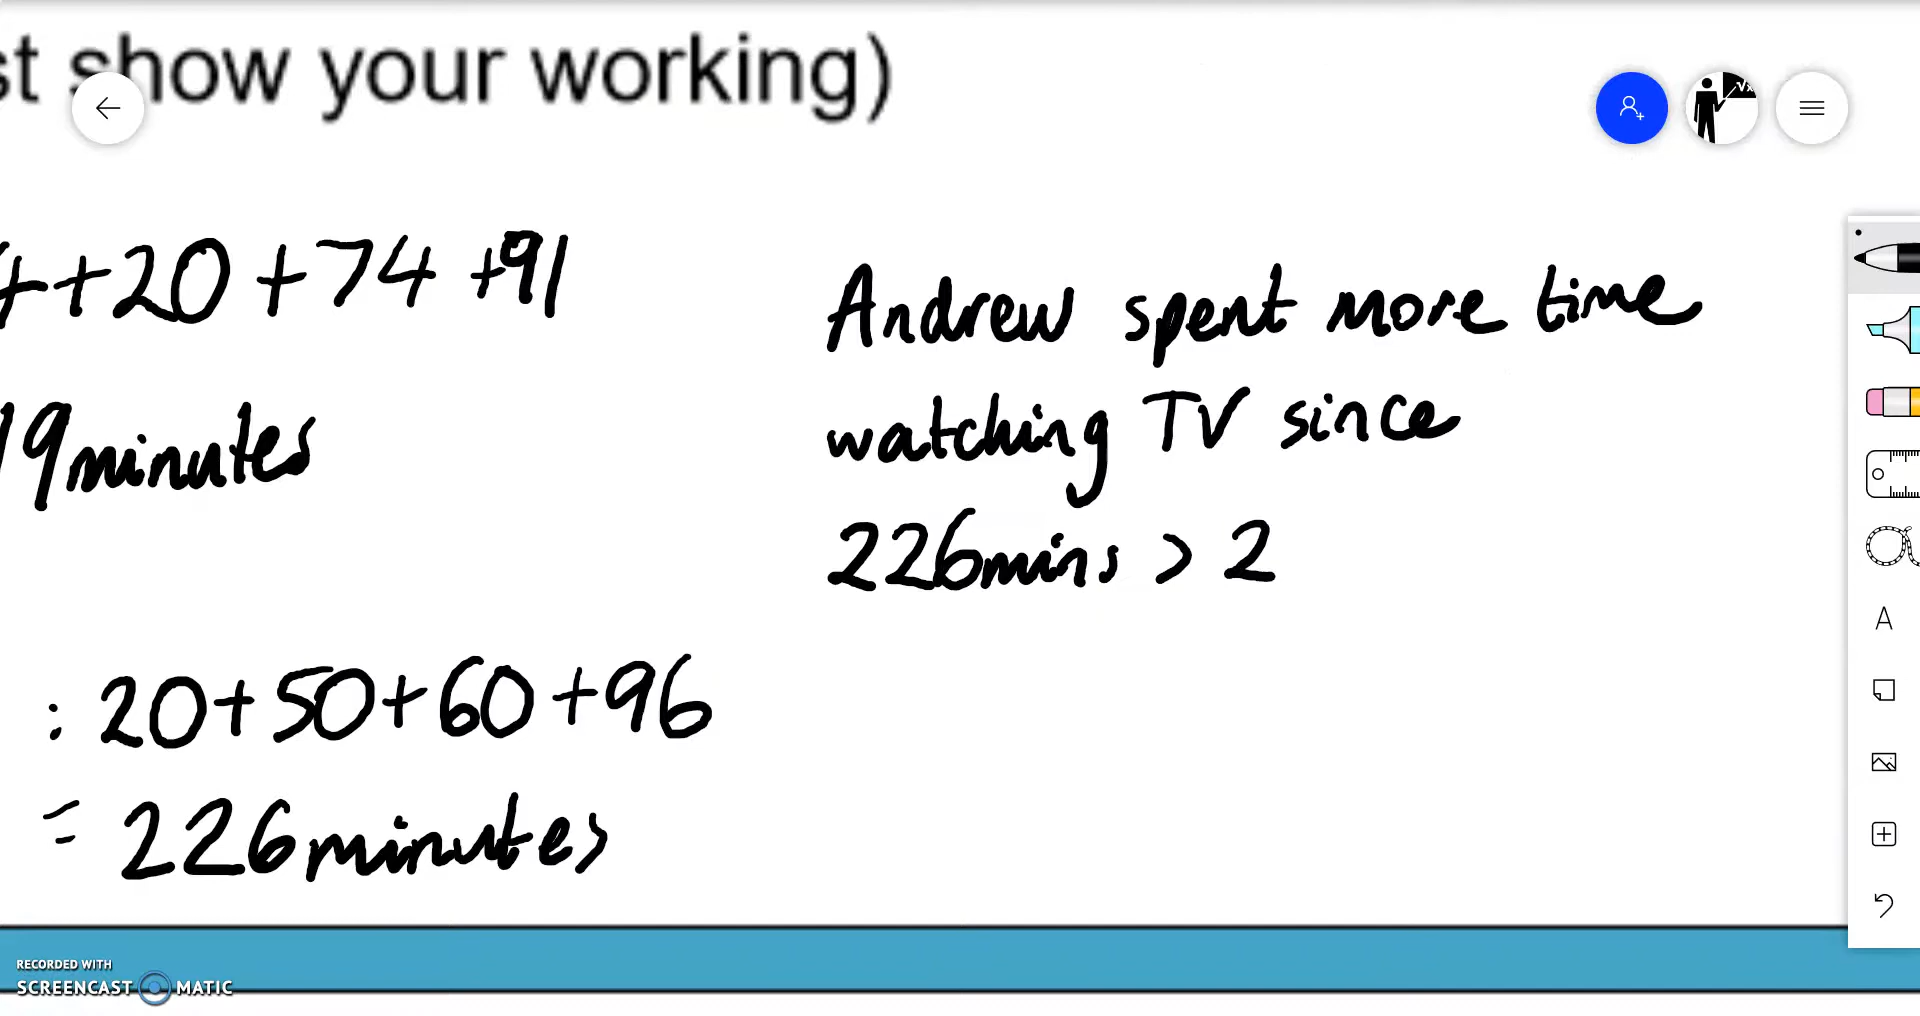 st show your working)
4+20+74+91
19minutes
Andrew spent more time
watching TV since
226mins > 2
: 20+50+60+96
= 226minutes
A
RECORDED WITH
SCREENCAST MATIC